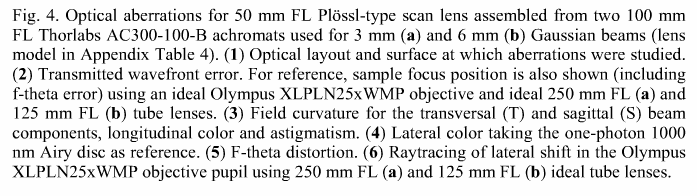 Fig. 4. Optical aberrations for 50 mm FL Plössl-type scan lens assembled from two 100 mm
FL Thorlabs AC300-100-B achromats used for 3 mm (a) and 6 mm (b) Gaussian beams (lens
model in Appendix Table 4). (1) Optical layout and surface at which aberrations were studied.
(2) Transmitted wavefront error. For reference, sample focus position is also shown (including
f-theta error) using an ideal Olympus XLPLN25xWMP objective and ideal 250 mm FL (a) and
125 mm FL (b) tube lenses. (3) Field curvature for the transversal (T) and sagittal (S) beam
components, longitudinal color and astigmatism. (4) Lateral color taking the one-photon 1000
nm Airy disc as reference. (5) F-theta distortion. (6) Raytracing of lateral shift in the Olympus
XLPLN25xWMP objective pupil using 250 mm FL (a) and 125 mm FL (b) ideal tube lenses.